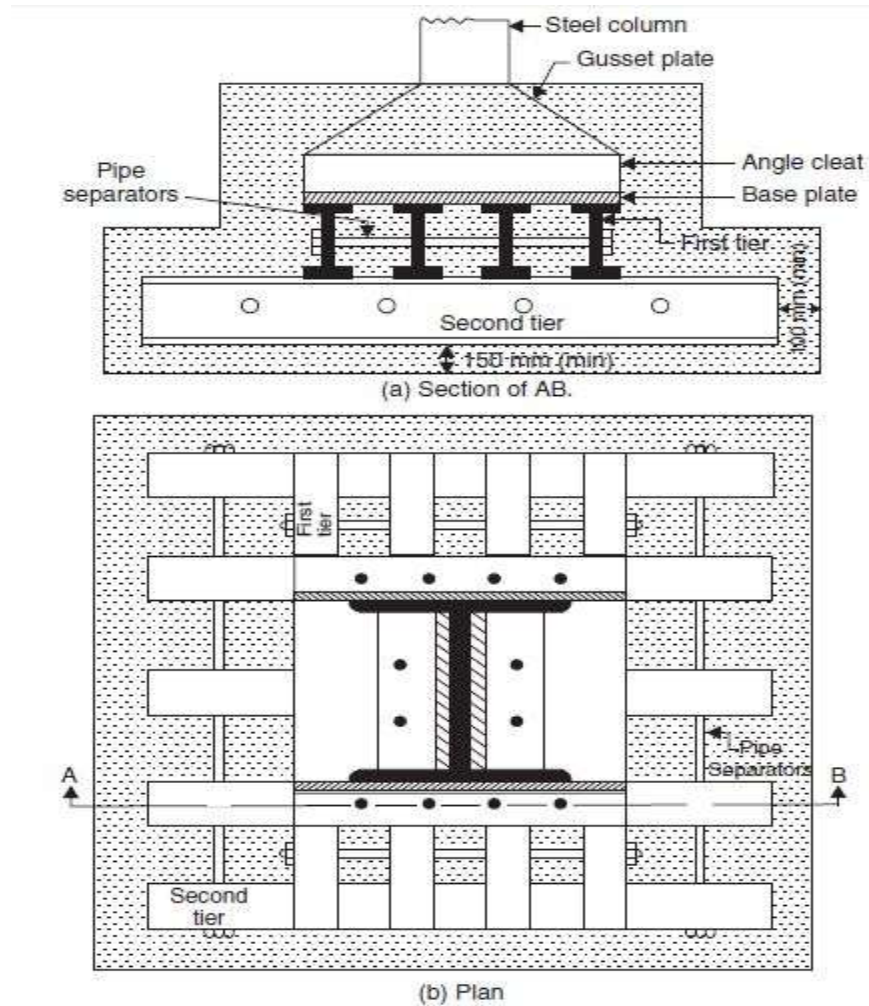 Steel column
Gusset plate
Pipe
separators
Angle cleat
Base plate
First tier
Second tier
100 mm (min)
150 mm (min)
(a) Section of AB.
First
tier
A
B
Pipe
Separators
Second
tier
(b) Plan